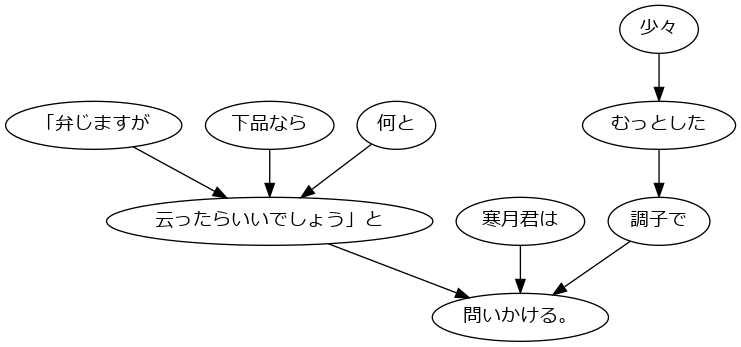 少々
「弁じますが
下品なら
何と
むっとした
云ったらいいでしょう」と
寒月君は
調子で
問いかける。